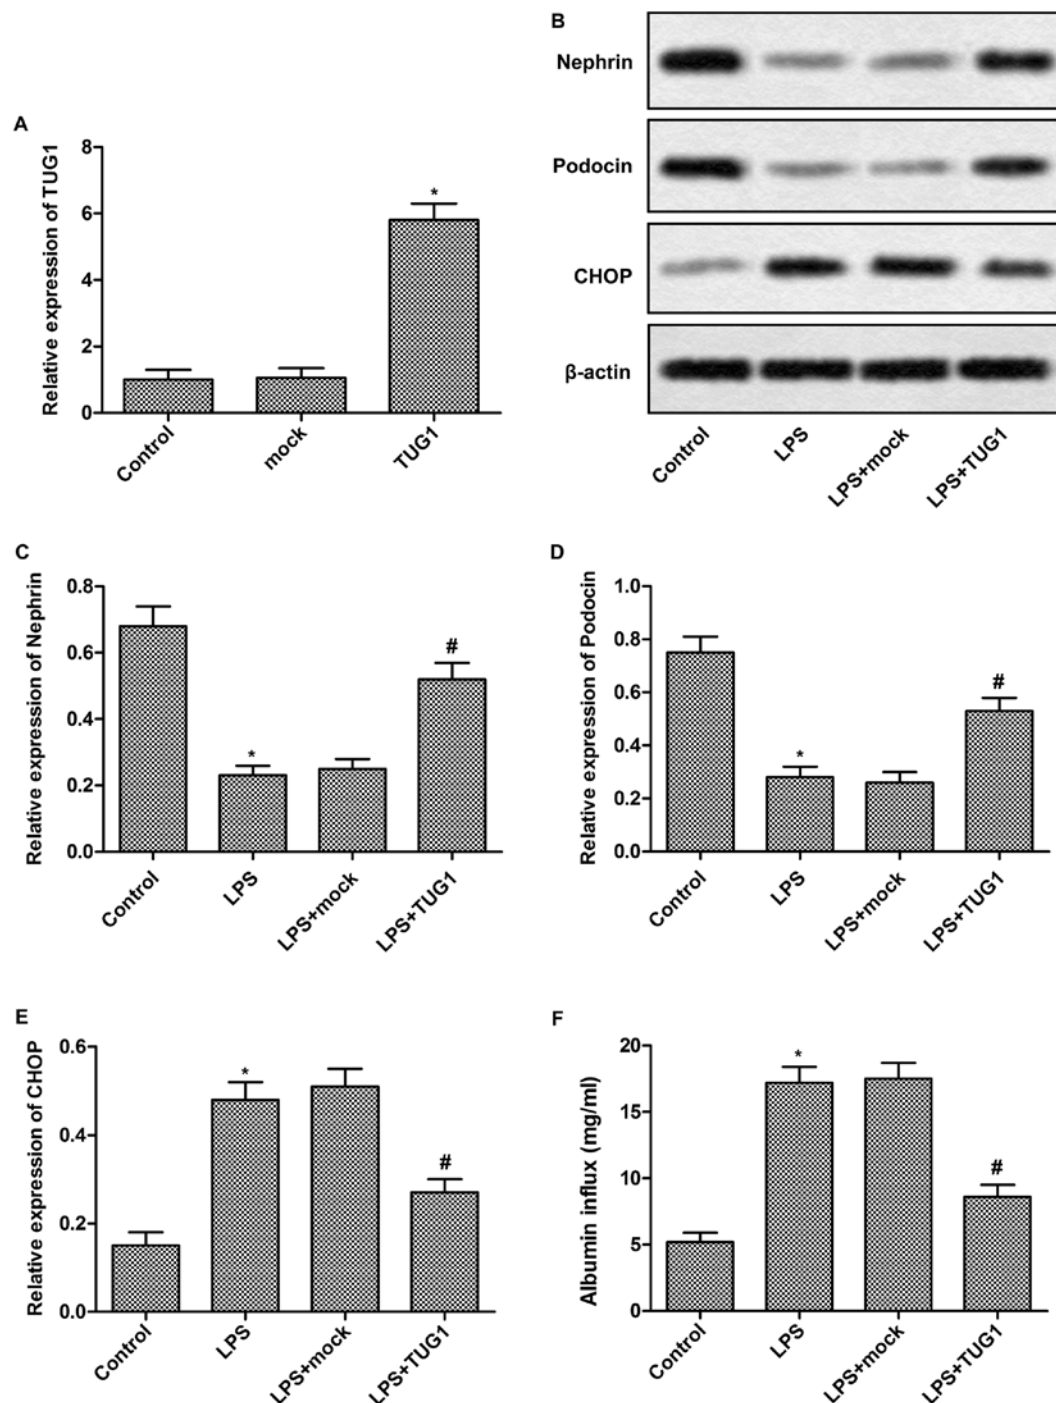 A
Relative expression of TUG1
8
6
4
2
0
*
Control
mock
TUG1
B
Nephrin
Podocin
CHOP
β-actin
Control
LPS
LPS+mock
LPS+TUG1
C
Relative expression of Nephrin
0.8
0.6
0.4
0.2
0.0
*
#
Control
LPS
LPS+mock
LPS+TUG1
D
Relative expression of Podocin
1.0
0.8
0.6
0.4
0.2
0.0
*
#
Control
LPS
LPS+mock
LPS+TUG1
E
Relative expression of CHOP
0.6
0.4
0.2
0.0
*
#
Control
LPS
LPS+mock
LPS+TUG1
F
Albumin influx (mg/ml)
20
15
10
5
0
*
#
Control
LPS
LPS+mock
LPS+TUG1